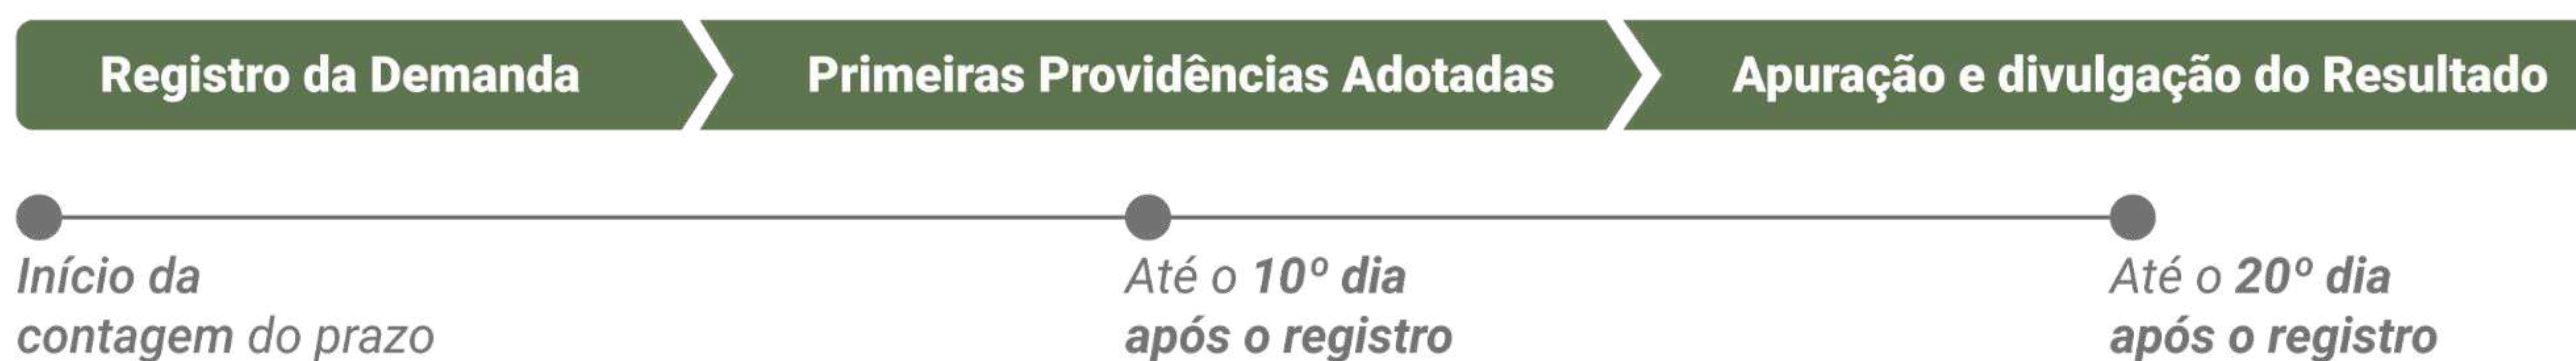 Registro da Demanda
Primeiras Providências Adotadas
Apuração e divulgação do Resultado
Início da
contagem do prazo
Até o 10º dia
após o registro
Até o 20º dia
após o registro